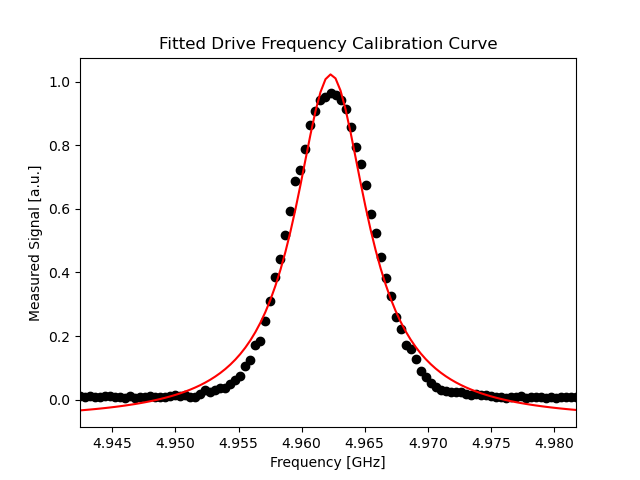 Fitted Drive Frequency Calibration Curve
Measured Signal [a.u.]
1.0
0.8
0.6
0.4
0.2
0.0
4.945 4.950 4.955 4.960 4.965 4.970 4.975 4.980
Frequency [GHz]